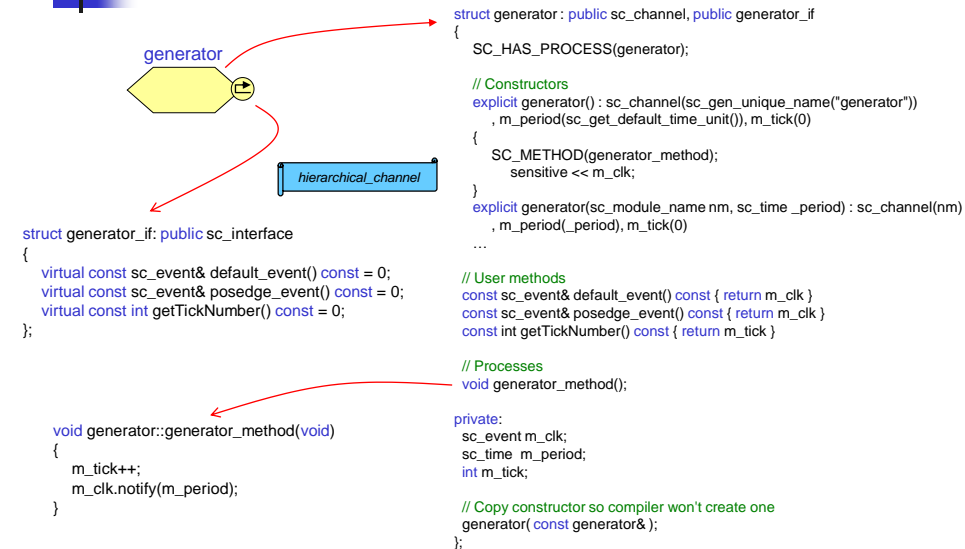 generator
hierarchical_channel
struct generator_if: public sc_interface
{
virtual const sc_event& default_event() const = 0;
virtual const sc_event& posedge_event() const = 0;
virtual const int getTickNumber() const = 0;
};
void generator::generator_method(void)
{
m_tick++;
m_clk.notify(m_period);
}
struct generator : public sc_channel, public generator_if
{
SC_HAS_PROCESS(generator);
// Constructors
explicit generator() : sc_channel(sc_gen_unique_name("generator"))
, m_period(sc_get_default_time_unit()), m_tick(0)
{
SC_METHOD(generator_method);
sensitive << m_clk;
}
explicit generator(sc_module_name nm, sc_time _period) : sc_channel(nm)
, m_period(_period), m_tick(0)
…
// User methods
const sc_event& default_event() const { return m_clk }
const sc_event& posedge_event() const { return m_clk }
const int getTickNumber() const { return m_tick }
// Processes
void generator_method();
private:
sc_event m_clk;
sc_time m_period;
int m_tick;
// Copy constructor so compiler won't create one
generator( const generator& );
};